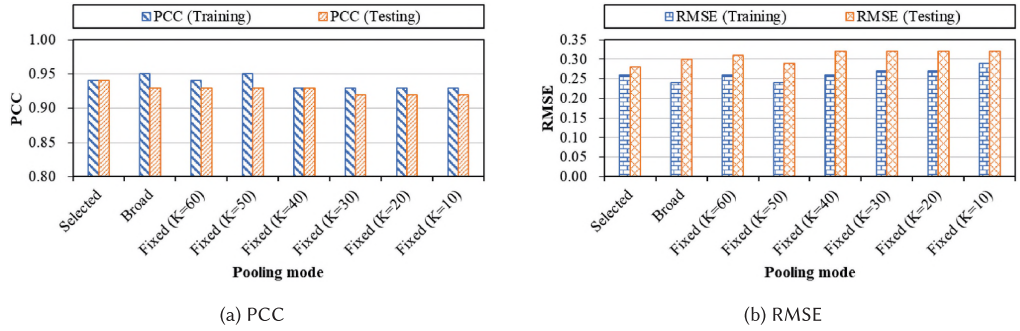 PCC (Training) PCC (Testing)
1.00
0.95
0.90
0.85
0.80
PCC
Selected
Broad
Fixed (K=60)
Fixed (K=50)
Fixed (K=40)
Fixed (K=30)
Fixed (K=20)
Fixed (K=10)
Pooling mode
(a) PCC
RMSE (Training) RMSE (Testing)
0.35
0.30
0.25
0.20
0.15
0.10
0.05
0.00
RMSE
Selected
Broad
Fixed (K=60)
Fixed (K=50)
Fixed (K=40)
Fixed (K=30)
Fixed (K=20)
Fixed (K=10)
Pooling mode
(b) RMSE